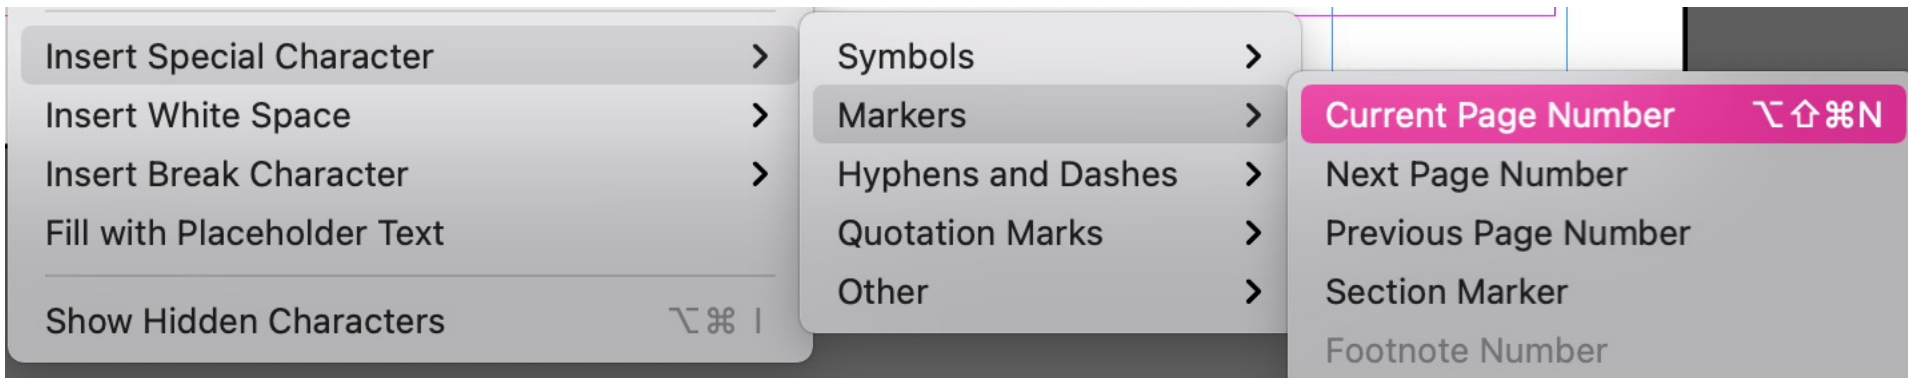 Insert Special Character
Insert White Space
Insert Break Character
Fill with Placeholder Text
Show Hidden Characters ⌥⌘ I
Symbols
Markers
Hyphens and Dashes
Quotation Marks
Other
Current Page Number ⌥⇧⌘N
Next Page Number
Previous Page Number
Section Marker
Footnote Number